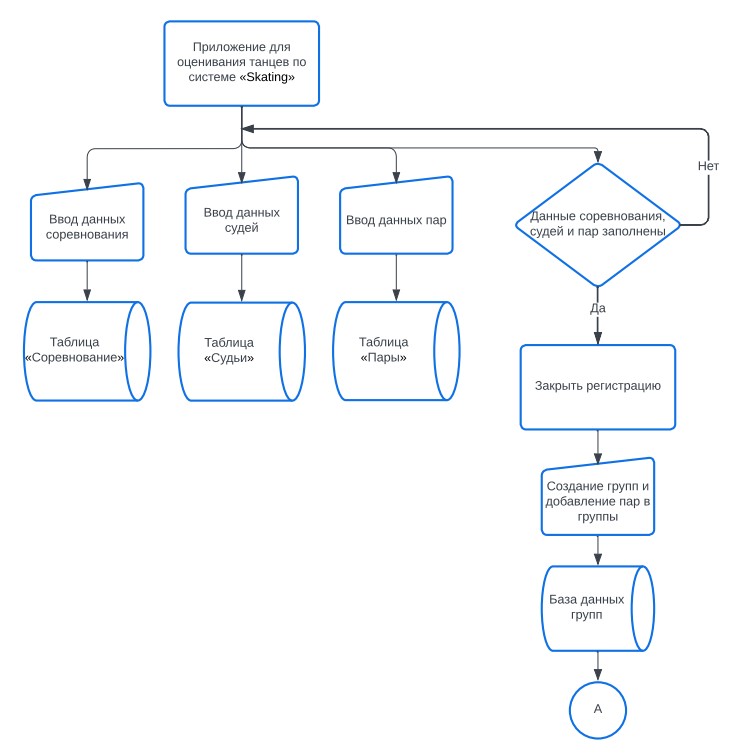 Приложение для
оценивания танцев по
системе «Skating»
Нет
Ввод данных
соревнования
Ввод данных
судей
Ввод данных пар
Данные соревнования,
судей и пар заполнены
Таблица
«Соревнование»
Таблица
«Судьи»
Таблица
«Пары»
Да
Закрыть регистрацию
Создание групп и
добавление пар в
группы
База данных
групп
А